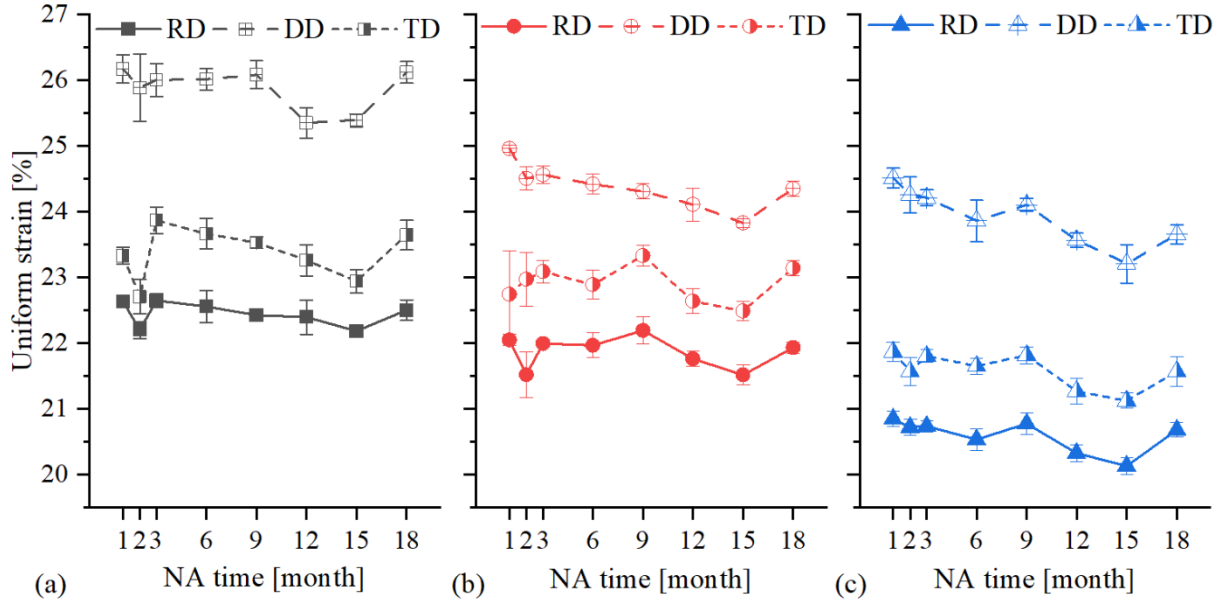 Uniform strain [%]
27
26
25
24
23
22
21
20
RD DD TD
1 2 3 6 9 12 15 18
(a) NA time [month]
RD DD TD
1 2 3 6 9 12 15 18
(b) NA time [month]
RD DD TD
1 2 3 6 9 12 15 18
(c) NA time [month]